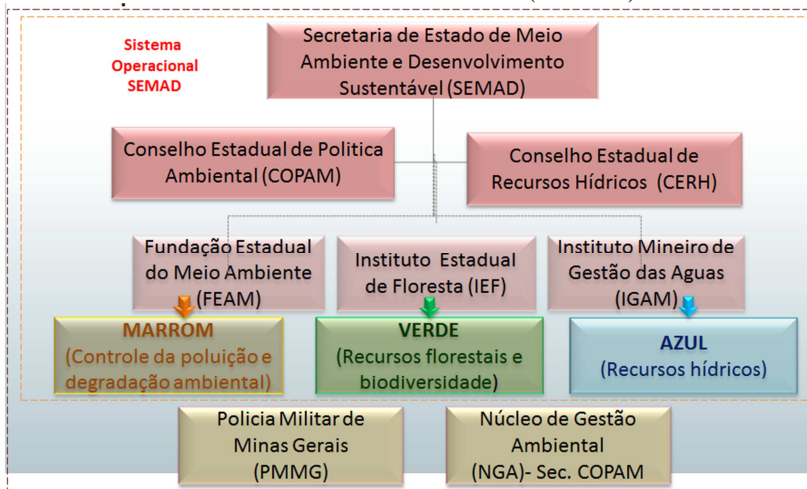 Sistema
Operacional
SEMAD
Secretaria de Estado de Meio
Ambiente e Desenvolvimento
Sustentável (SEMAD)
Conselho Estadual de Politica
Ambiental (COPAM)
Conselho Estadual de
Recursos Hídricos (CERH)
Fundação Estadual
do Meio Ambiente
(FEAM)
Instituto Estadual
de Floresta (IEF)
Instituto Mineiro de
Gestão das Aguas
(IGAM)
MARROM
(Controle da poluição e
degradação ambiental)
VERDE
(Recursos florestais e
biodiversidade)
AZUL
(Recursos hídricos)
Policia Militar de
Minas Gerais
(PMMG)
Núcleo de Gestão
Ambiental
(NGA)- Sec. COPAM